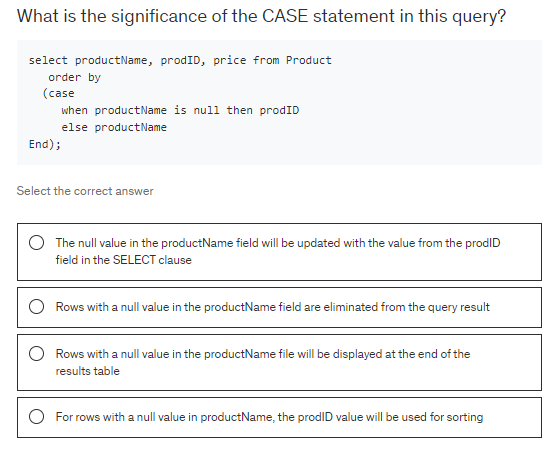 What is the significance of the CASE statement in this query?
select productName, prodID, price from Product
order by
(case
when productName is null then prodID
else productName
End);
Select the correct answer
The null value in the productName field will be updated with the value from the prodID
field in the SELECT clause
Rows with a null value in the productName field are eliminated from the query result
Rows with a null value in the productName file will be displayed at the end of the
results table
For rows with a null value in productName, the prodID value will be used for sorting